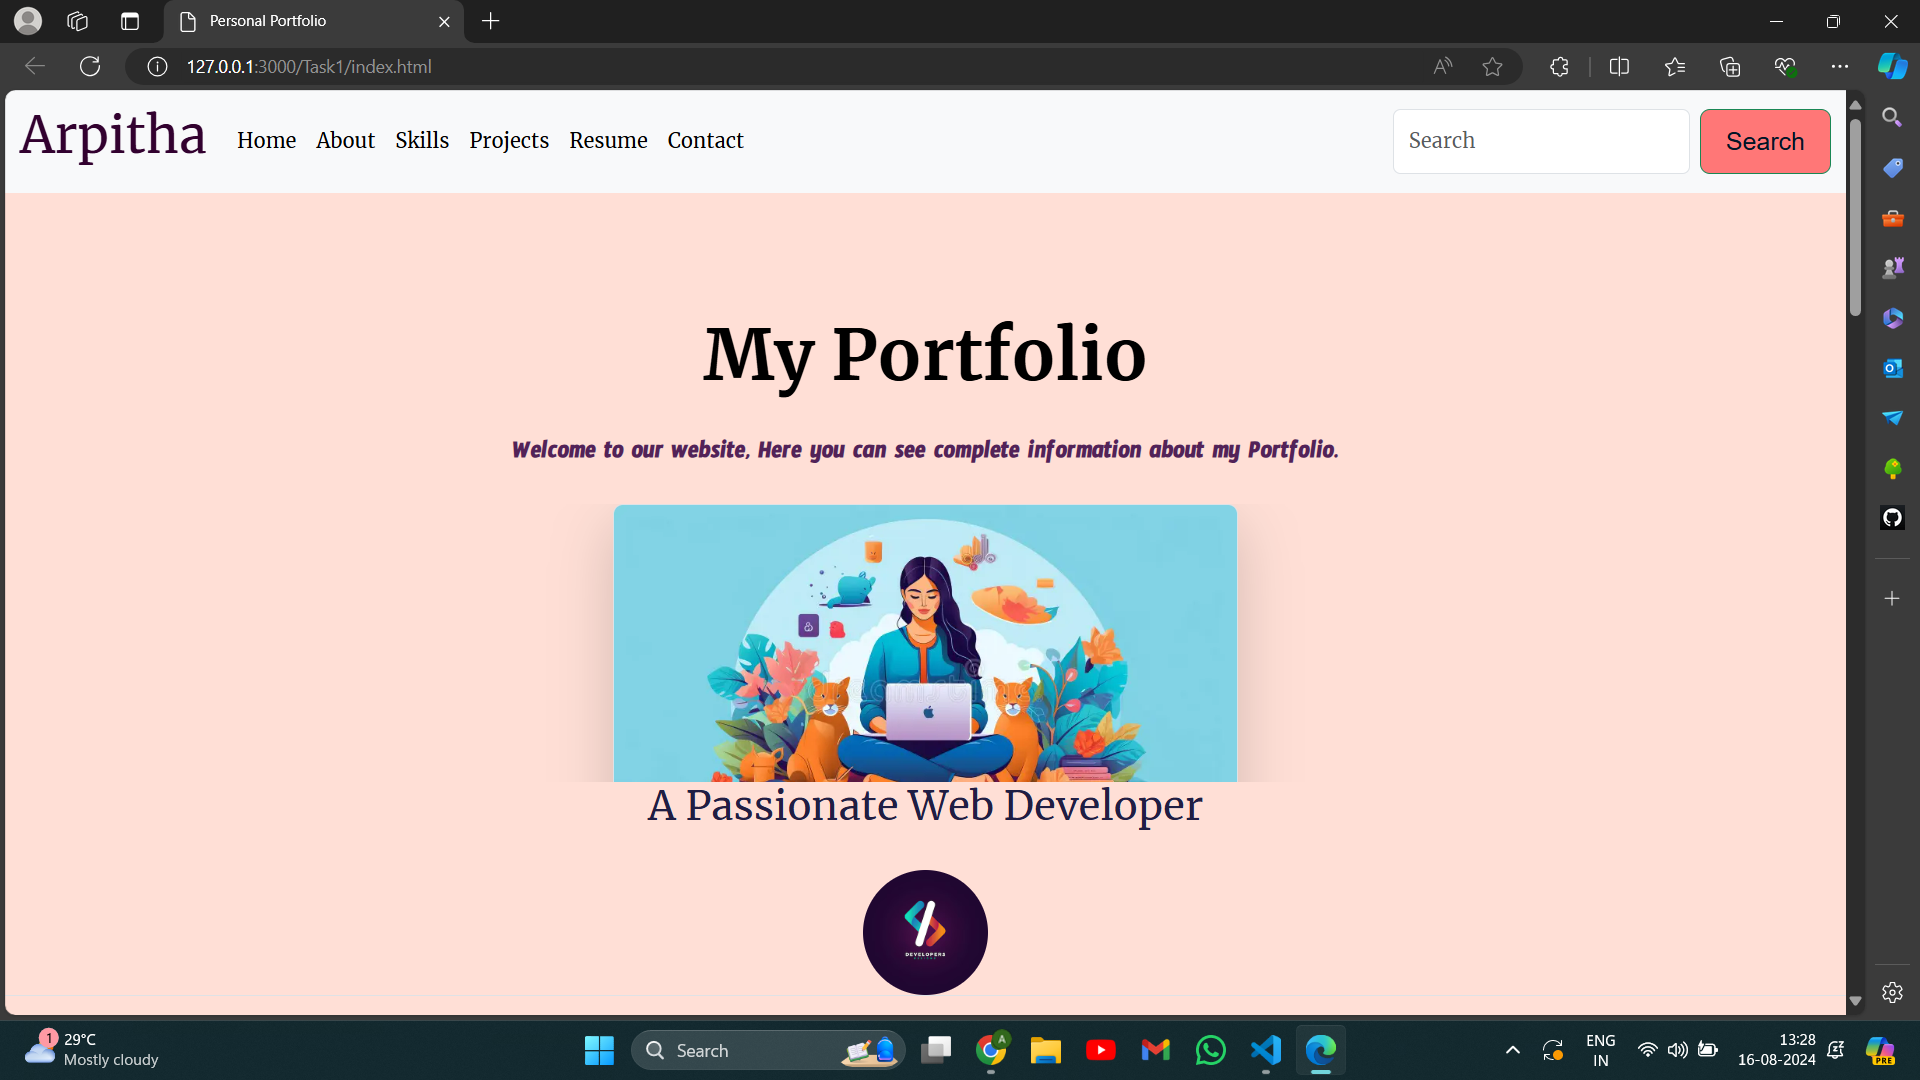 Personal Portfolio
127.0.0.1:3000/Task1/index.html
Arpitha
Home About Skills Projects Resume Contact
Search
Search
My Portfolio
Welcome to our website, Here you can see complete information about my Portfolio.
A Passionate Web Developer
DEVELOPERS
1
29°C
Mostly cloudy
Search
A
ENG
IN
13:28
16-08-2024
PRE